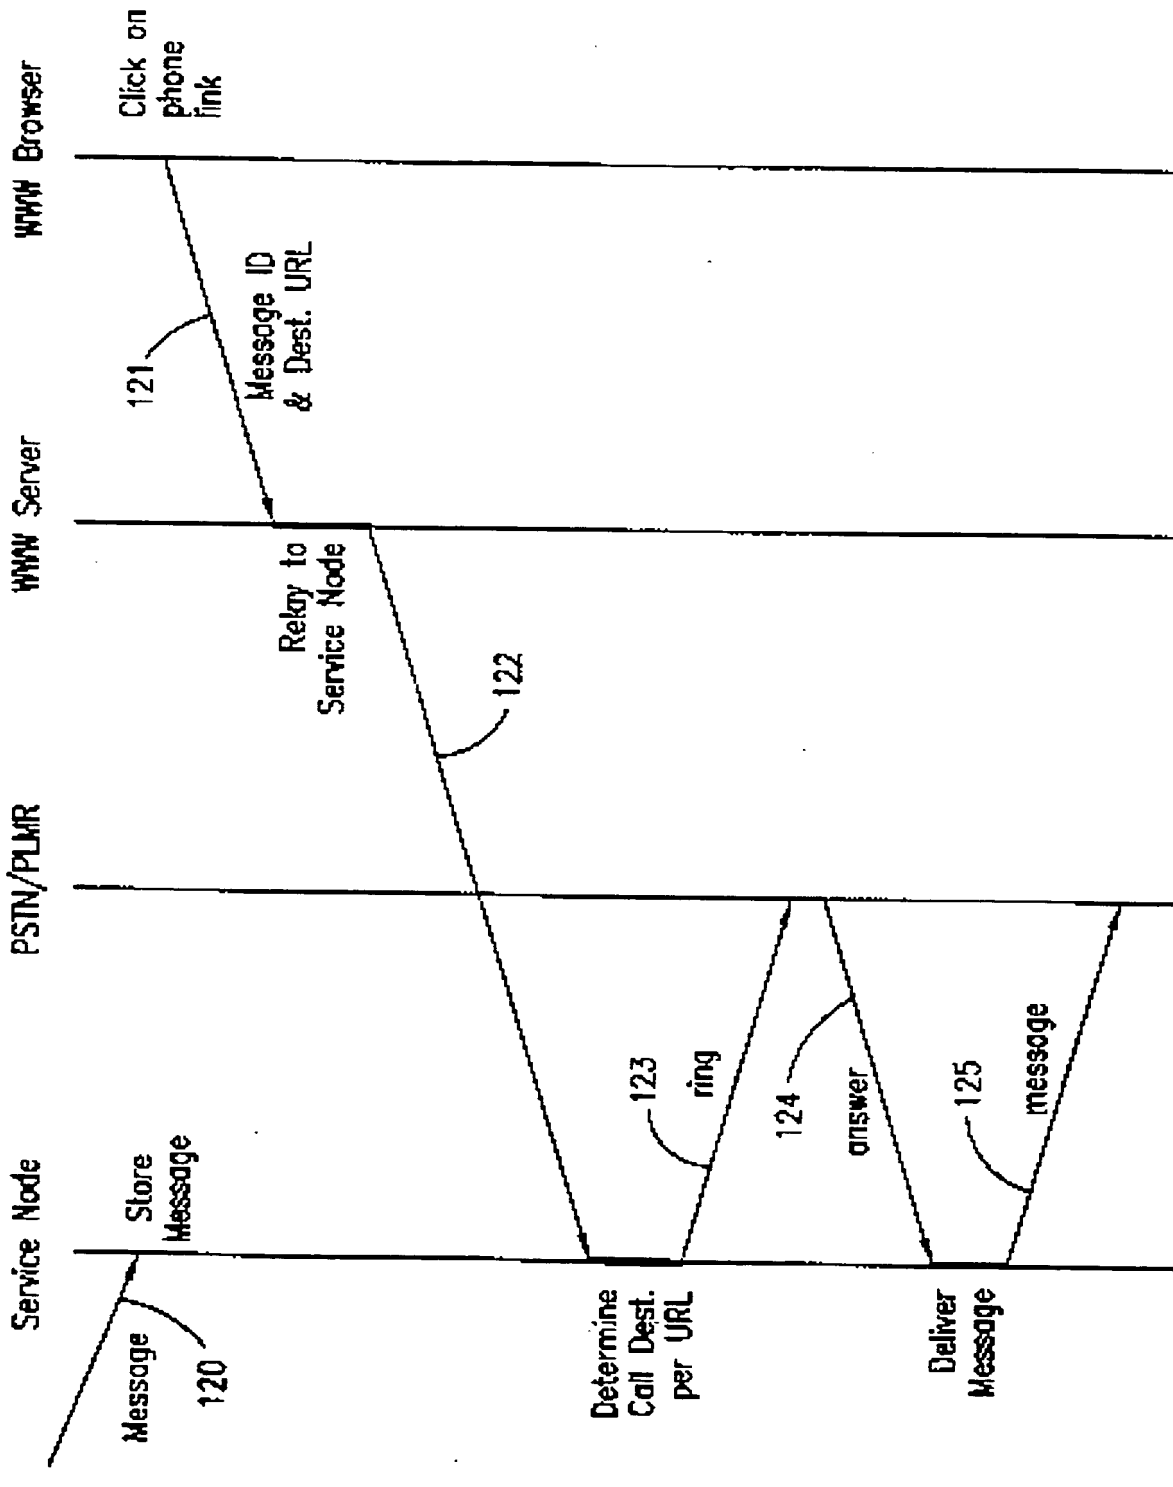 Service Node
PSTN/PLMR
WWW Server
WWW Browser
Message
120
Store
Message
Click on
phone
link
121
Message ID
& Dest. URL
Relay to
Service Node
122
Determine
Call Dest.
per URL
123
ring
124
answer
Deliver
Message
125
message